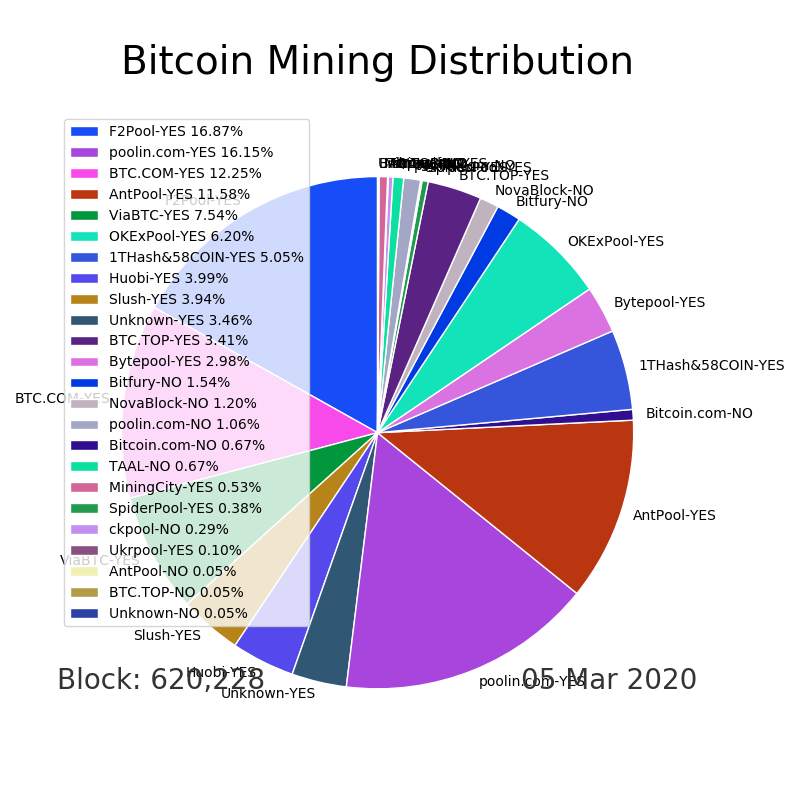 Bitcoin Mining Distribution
F2Pool-YES 16.87%
poolin.com-YES 16.15%
BTC.COM-YES 12.25%
AntPool-YES 11.58%
ViaBTC-YES 7.54%
OKExPool-YES 6.20%
1THash&58COIN-YES 5.05%
Huobi-YES 3.99%
Slush-YES 3.94%
Unknown-YES 3.46%
BTC.TOP-YES 3.41%
Bytepool-YES 2.98%
Bitfury-NO 1.54%
NovaBlock-NO 1.20%
poolin.com-NO 1.06%
Bitcoin.com-NO 0.67%
TAAL-NO 0.67%
MiningCity-YES 0.53%
SpiderPool-YES 0.38%
ckpool-NO 0.29%
Ukrpool-YES 0.10%
AntPool-NO 0.05%
BTC.TOP-NO 0.05%
Unknown-NO 0.05%
BTC.TOP-YES
NovaBlock-NO
Bitfury-NO
OKExPool-YES
Bytepool-YES
1THash&58COIN-YES
Bitcoin.com-NO
AntPool-YES
poolin.com-YES
Unknown-YES
Huobi-YES
Slush-YES
ViaBTC-YES
BTC.COM-YES
F2Pool-YES
Block: 620,228
05 Mar 2020